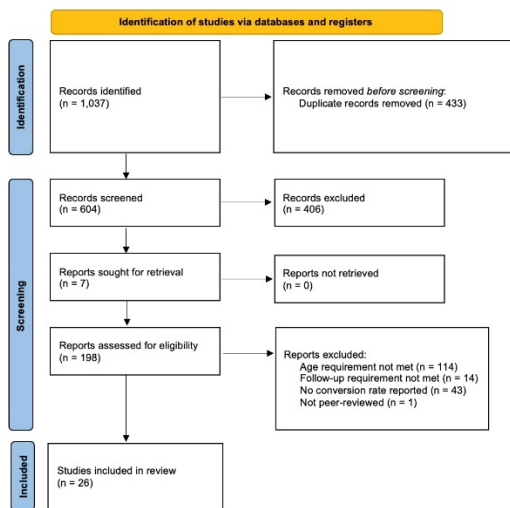 Identification of studies via databases and registers
Identification
Records identified
(n = 1,037)
Records removed before screening:
Duplicate records removed (n = 433)
Screening
Records screened
(n = 604)
Records excluded
(n = 406)
Reports sought for retrieval
(n = 7)
Reports not retrieved
(n = 0)
Reports assessed for eligibility
(n = 198)
Reports excluded:
Age requirement not met (n = 114)
Follow-up requirement not met (n = 14)
No conversion rate reported (n = 43)
Not peer-reviewed (n = 1)
Included
Studies included in review
(n = 26)